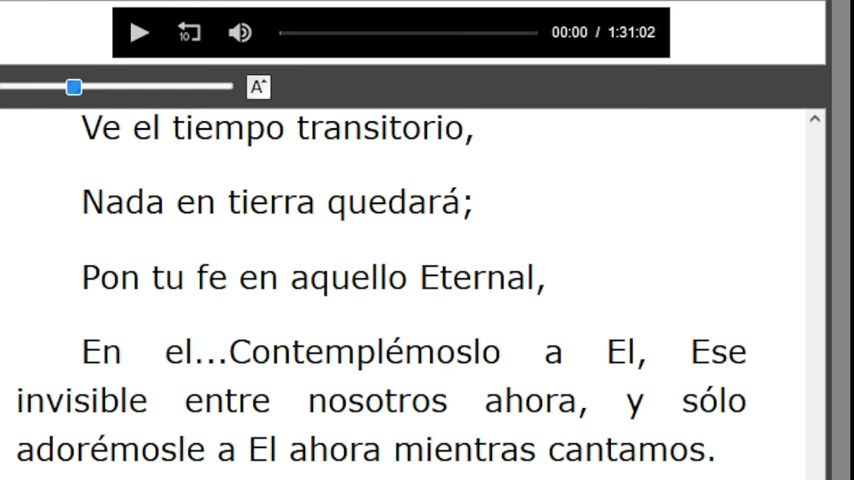 10 00:00 / 1:31:02
A^
Ve el tiempo transitorio,
Nada en tierra quedará;
Pon tu fe en aquello Eternal,
En el...Contemplémoslo a El, Ese
invisible entre nosotros ahora, y sólo
adorémosle a El ahora mientras cantamos.